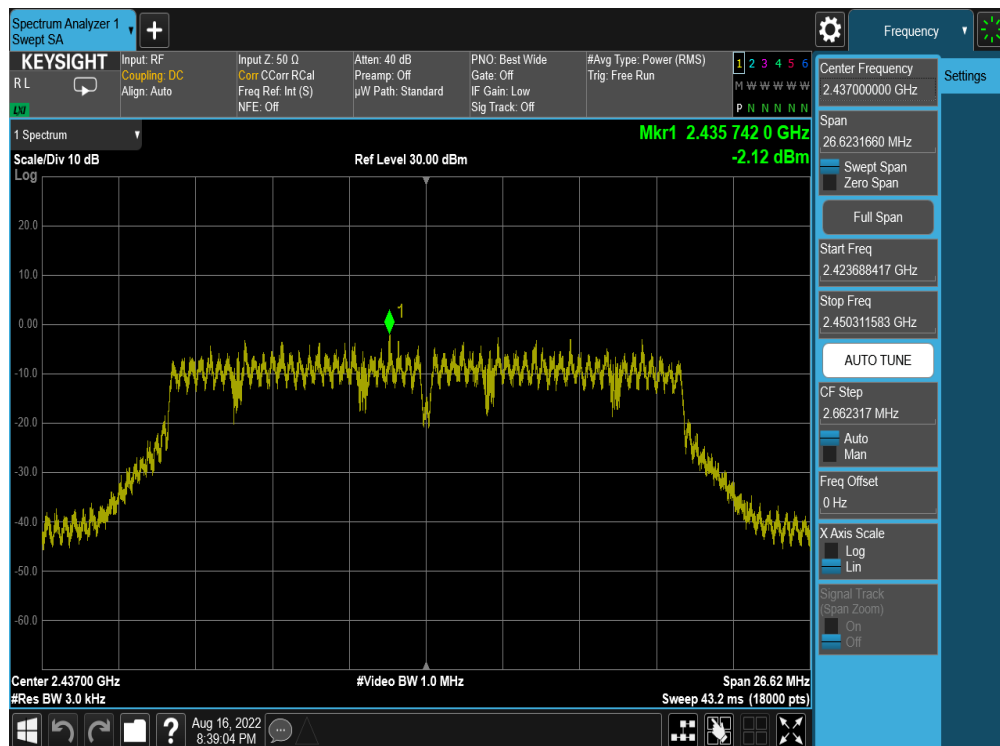 Spectrum Analyzer 1
Swept SA
Frequency
KEYSIGHT
R L
LXI
Input: RF
Coupling: DC
Align: Auto
Input Z: 50 Ω
Corr CCorr RCal
Freq Ref: Int (S)
NFE: Off
Atten: 40 dB
Preamp: Off
µW Path: Standard
PNO: Best Wide
Gate: Off
IF Gain: Low
Sig Track: Off
#Avg Type: Power (RMS)
Trig: Free Run
1 2 3 4 5 6
M W W W W W
P N N N N N
1 Spectrum
Scale/Div 10 dB
Log
Ref Level 30.00 dBm
Mkr1 2.435 742 0 GHz
-2.12 dBm
20.0
10.0
0.00
-10.0
-20.0
-30.0
-40.0
-50.0
-60.0
1
Center 2.43700 GHz
#Res BW 3.0 kHz
#Video BW 1.0 MHz
Span 26.62 MHz
Sweep 43.2 ms (18000 pts)
Center Frequency
2.437000000 GHz
Settings
Span
26.6231660 MHz
Swept Span
Zero Span
Full Span
Start Freq
2.423688417 GHz
Stop Freq
2.450311583 GHz
AUTO TUNE
CF Step
2.662317 MHz
Auto
Man
Freq Offset
0 Hz
X Axis Scale
Log
Lin
Signal Track
(Span Zoom)
On
Off
?
Aug 16, 2022
8:39:04 PM